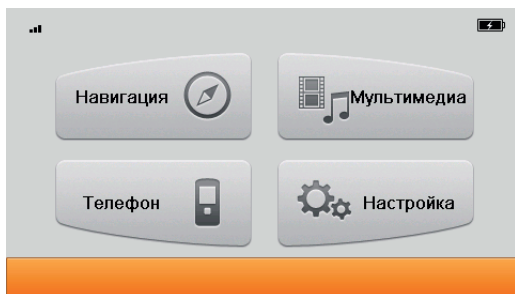 Навигация
Мультимедиа
Телефон
Настройка